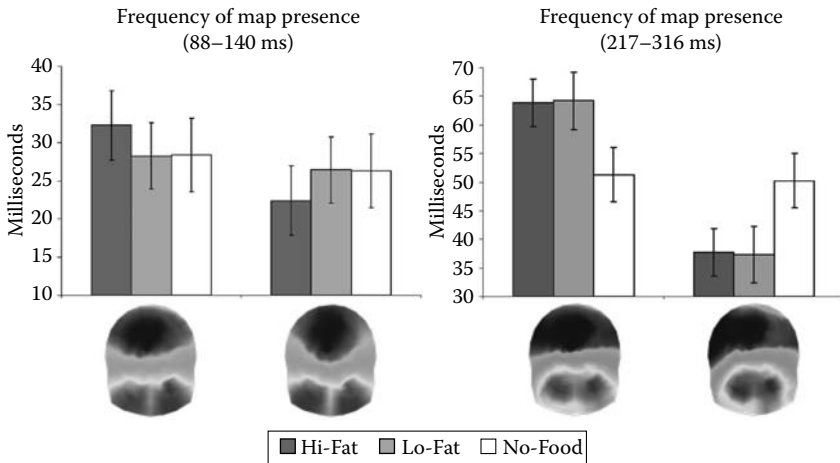 Frequency of map presence
(88–140 ms)
40
35
30
25
20
15
10
Milliseconds
Frequency of map presence
(217–316 ms)
70
65
60
55
50
45
40
35
30
Milliseconds
Hi-Fat
Lo-Fat
No-Food